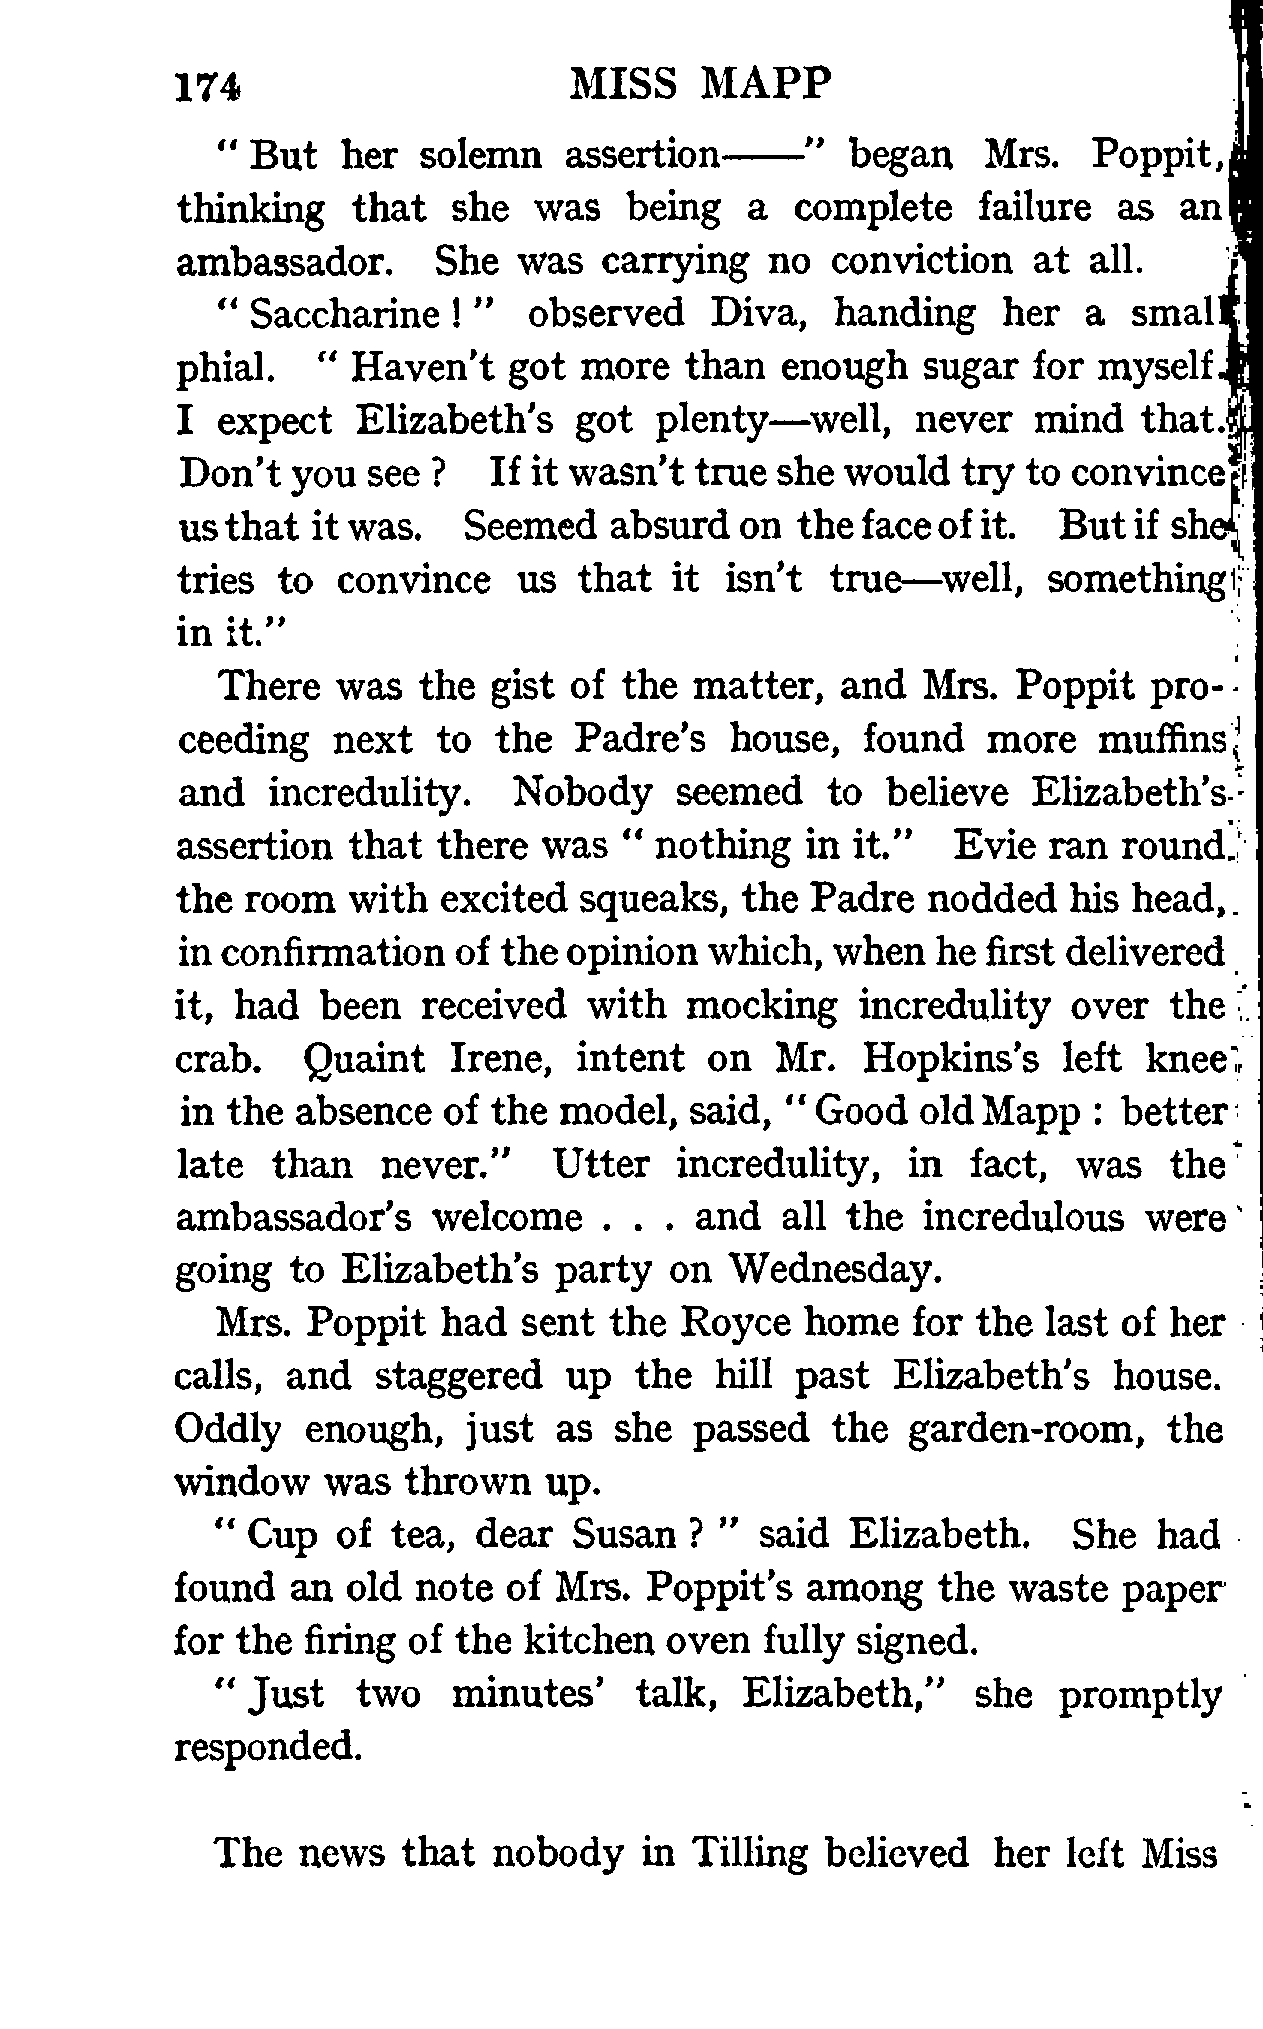 174 MISS MAPP
" But her solemn assertion——" began Mrs. Poppit,
thinking that she was being a complete failure as an
ambassador. She was carrying no conviction at all.
" Saccharine ! " observed Diva, handing her a small
phial. " Haven't got more than enough sugar for myself.
I expect Elizabeth's got plenty—well, never mind that.
Don't you see ? If it wasn't true she would try to convince
us that it was. Seemed absurd on the face of it. But if she
tries to convince us that it isn't true—well, something
in it."
There was the gist of the matter, and Mrs. Poppit pro-
ceeding next to the Padre's house, found more muffins
and incredulity. Nobody seemed to believe Elizabeth's
assertion that there was " nothing in it." Evie ran round
the room with excited squeaks, the Padre nodded his head,
in confirmation of the opinion which, when he first delivered
it, had been received with mocking incredulity over the
crab. Quaint Irene, intent on Mr. Hopkins's left knee
in the absence of the model, said, " Good old Mapp : better
late than never." Utter incredulity, in fact, was the
ambassador's welcome . . . and all the incredulous were
going to Elizabeth's party on Wednesday.
Mrs. Poppit had sent the Royce home for the last of her
calls, and staggered up the hill past Elizabeth's house.
Oddly enough, just as she passed the garden-room, the
window was thrown up.
" Cup of tea, dear Susan ? " said Elizabeth. She had
found an old note of Mrs. Poppit's among the waste paper
for the firing of the kitchen oven fully signed.
" Just two minutes' talk, Elizabeth," she promptly
responded.
The news that nobody in Tilling believed her left Miss